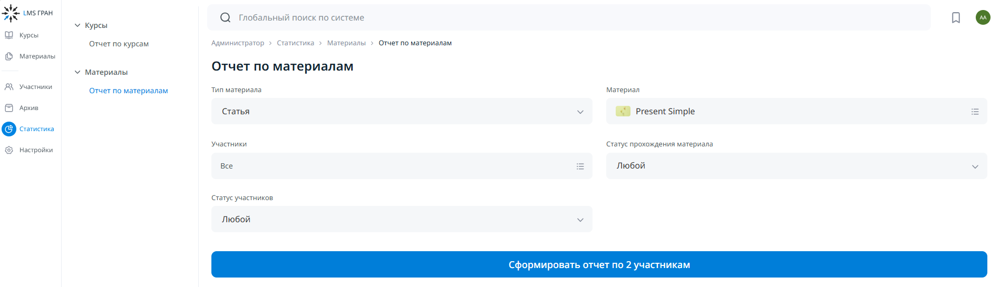 LMS ГРАН
Курсы
Материалы
Участники
Архив
Статистика
Настройки
Курсы
Отчет по курсам
Материалы
Отчет по материалам
Глобальный поиск по системе
AA
Администратор > Статистика > Материалы > Отчет по материалам
Отчет по материалам
Тип материала
Статья
Материал
Present Simple
Участники
Все
Статус прохождения материала
Любой
Статус участников
Любой
Сформировать отчет по 2 участникам